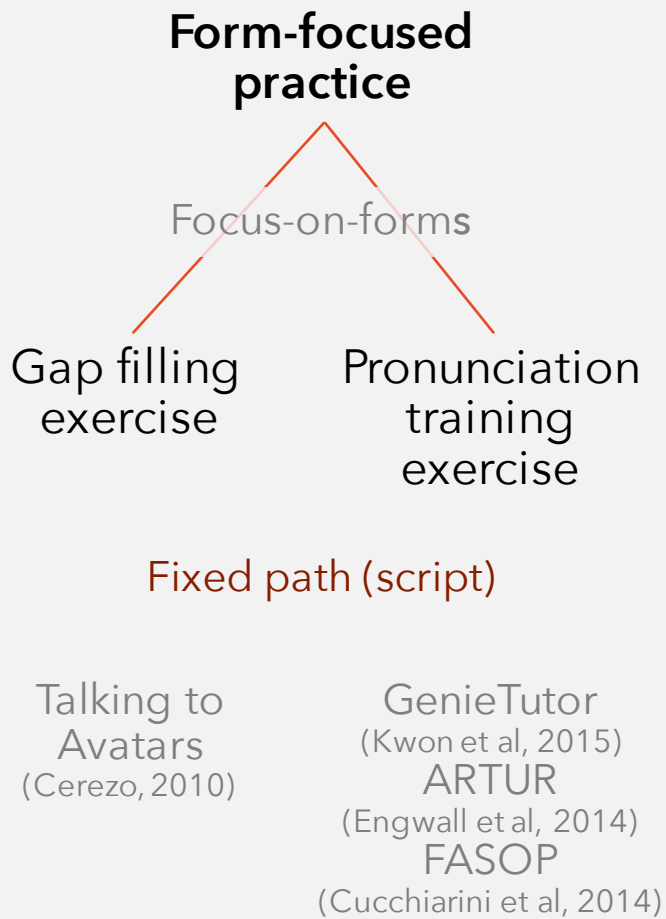 Form-focused
practice
Focus-on-forms
Gap filling
exercise
Pronunciation
training
exercise
Fixed path (script)
Talking to
Avatars
(Cerezo, 2010)
GenieTutor
(Kwon et al, 2015)
ARTUR
(Engwall et al, 2014)
FASOP
(Cucchiarini et al, 2014)